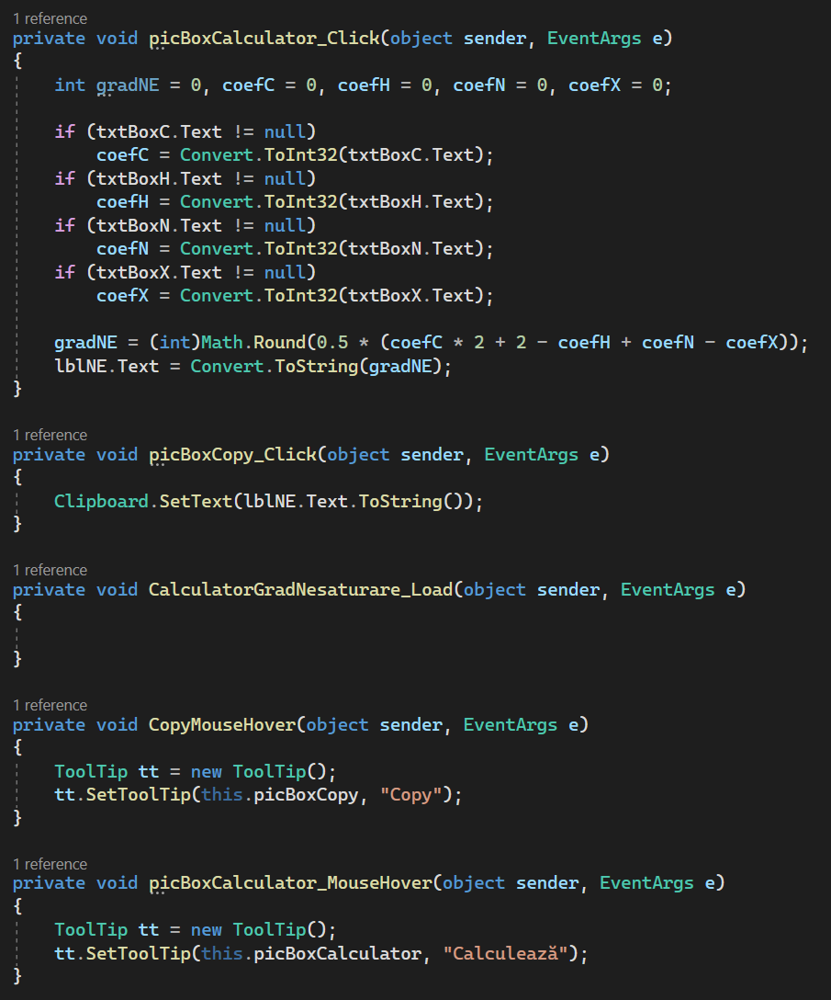 1 reference
private void picBoxCalculator_Click(object sender, EventArgs e)
{
    int gradNE = 0, coefC = 0, coefH = 0, coefN = 0, coefX = 0;

    if (txtBoxC.Text != null)
        coefC = Convert.ToInt32(txtBoxC.Text);
    if (txtBoxH.Text != null)
        coefH = Convert.ToInt32(txtBoxH.Text);
    if (txtBoxN.Text != null)
        coefN = Convert.ToInt32(txtBoxN.Text);
    if (txtBoxX.Text != null)
        coefX = Convert.ToInt32(txtBoxX.Text);

    gradNE = (int)Math.Round(0.5 * (coefC * 2 + 2 - coefH + coefN - coefX));
    lblNE.Text = Convert.ToString(gradNE);
}

1 reference
private void picBoxCopy_Click(object sender, EventArgs e)
{
    Clipboard.SetText(lblNE.Text.ToString());
}

1 reference
private void CalculatorGradNesaturare_Load(object sender, EventArgs e)
{

}

1 reference
private void CopyMouseHover(object sender, EventArgs e)
{
    ToolTip tt = new ToolTip();
    tt.SetToolTip(this.picBoxCopy, "Copy");
}

1 reference
private void picBoxCalculator_MouseHover(object sender, EventArgs e)
{
    ToolTip tt = new ToolTip();
    tt.SetToolTip(this.picBoxCalculator, "Calculează");
}